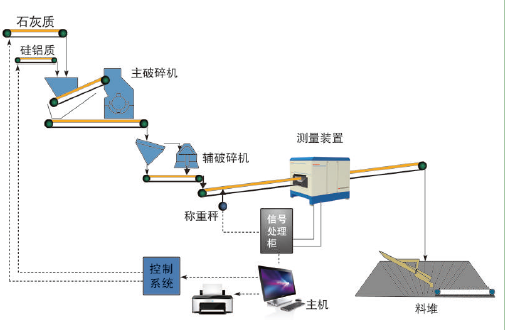 石灰质
硅铝质
主破碎机
辅破碎机
测量装置
称重秤
信号
处理
柜
控制
系统
主机
料堆